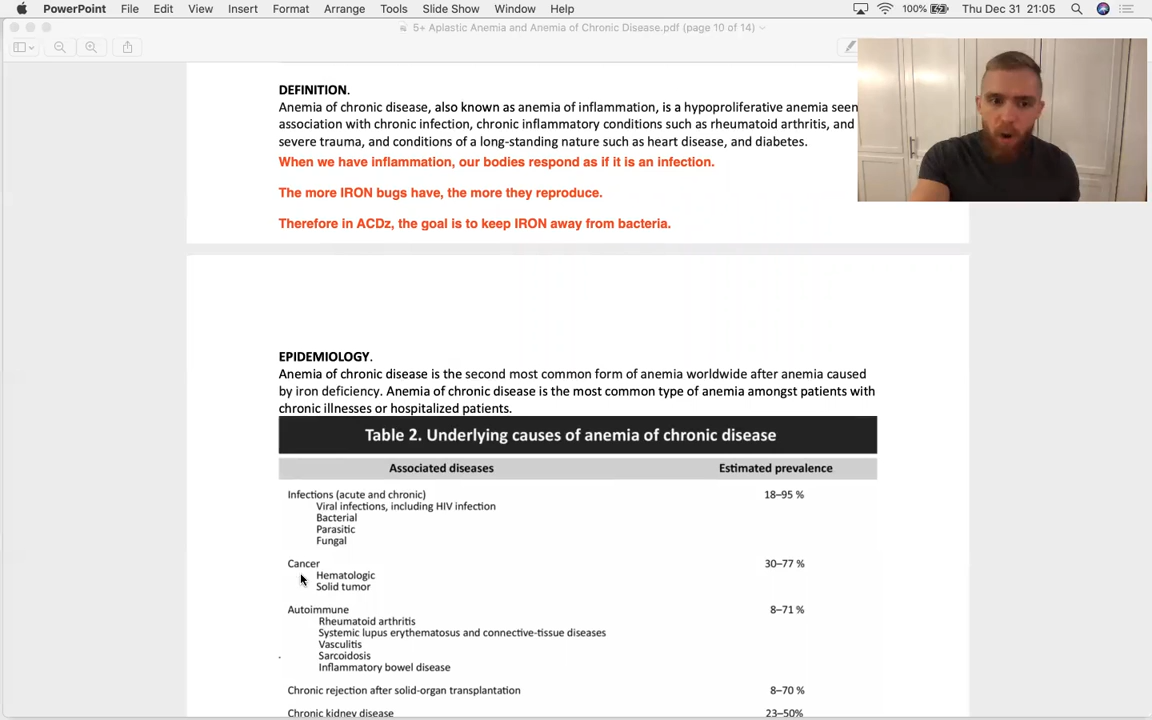 PowerPoint File Edit View Insert Format Arrange Tools Slide Show Window Help 100% Thu Dec 31 21:05
5+ Aplastic Anemia and Anemia of Chronic Disease.pdf (page 10 of 14)
DEFINITION.
Anemia of chronic disease, also known as anemia of inflammation, is a hypoproliferative anemia seen
association with chronic infection, chronic inflammatory conditions such as rheumatoid arthritis, and
severe trauma, and conditions of a long-standing nature such as heart disease, and diabetes.
When we have inflammation, our bodies respond as if it is an infection.
The more IRON bugs have, the more they reproduce.
Therefore in ACDz, the goal is to keep IRON away from bacteria.
EPIDEMIOLOGY.
Anemia of chronic disease is the second most common form of anemia worldwide after anemia caused
by iron deficiency. Anemia of chronic disease is the most common type of anemia amongst patients with
chronic illnesses or hospitalized patients.
Table 2. Underlying causes of anemia of chronic disease
Associated diseases Estimated prevalence
Infections (acute and chronic) 18–95 %
Viral infections, including HIV infection
Bacterial
Parasitic
Fungal
Cancer 30–77 %
Hematologic
Solid tumor
Autoimmune 8–71 %
Rheumatoid arthritis
Systemic lupus erythematosus and connective-tissue diseases
Vasculitis
Sarcoidosis
Inflammatory bowel disease
Chronic rejection after solid-organ transplantation 8–70 %
Chronic kidney disease 23–50%